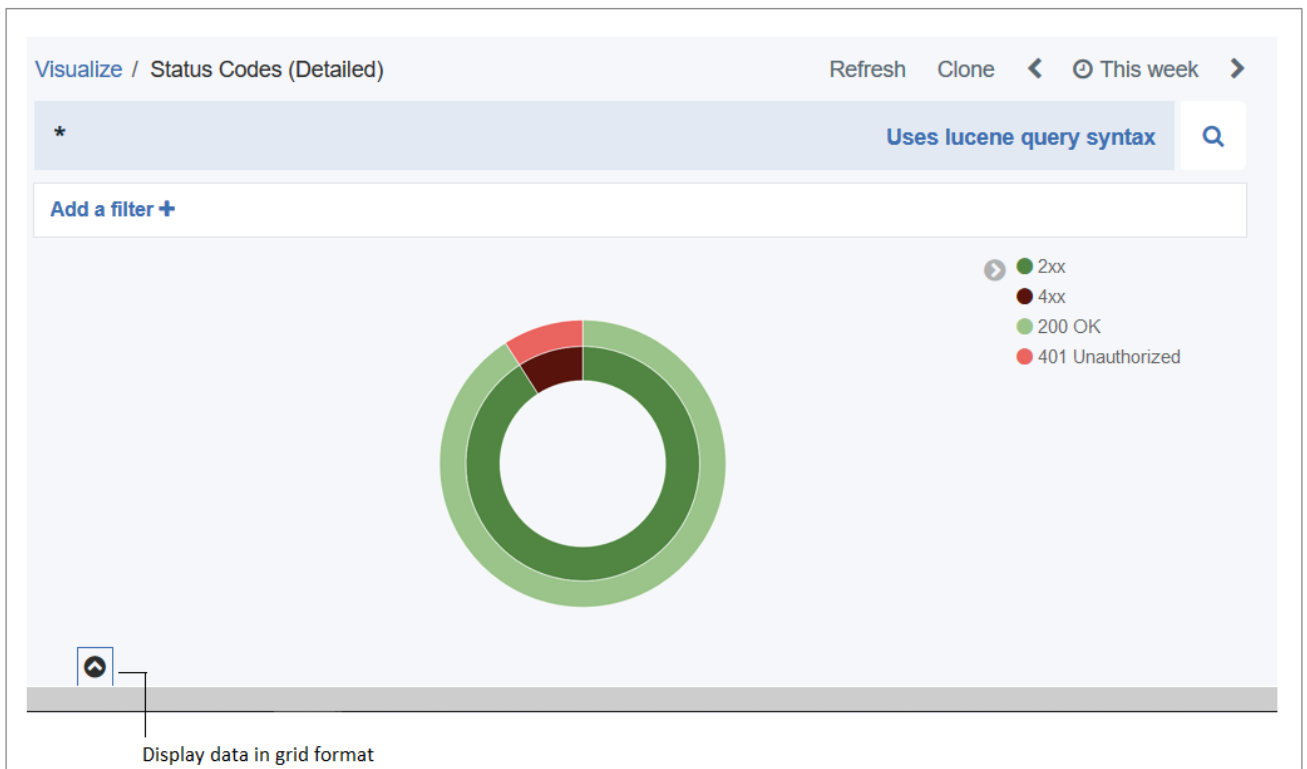 Visualize / Status Codes (Detailed) Refresh Clone This week
* Uses lucene query syntax
Add a filter +
2xx
4xx
200 OK
401 Unauthorized
Display data in grid format